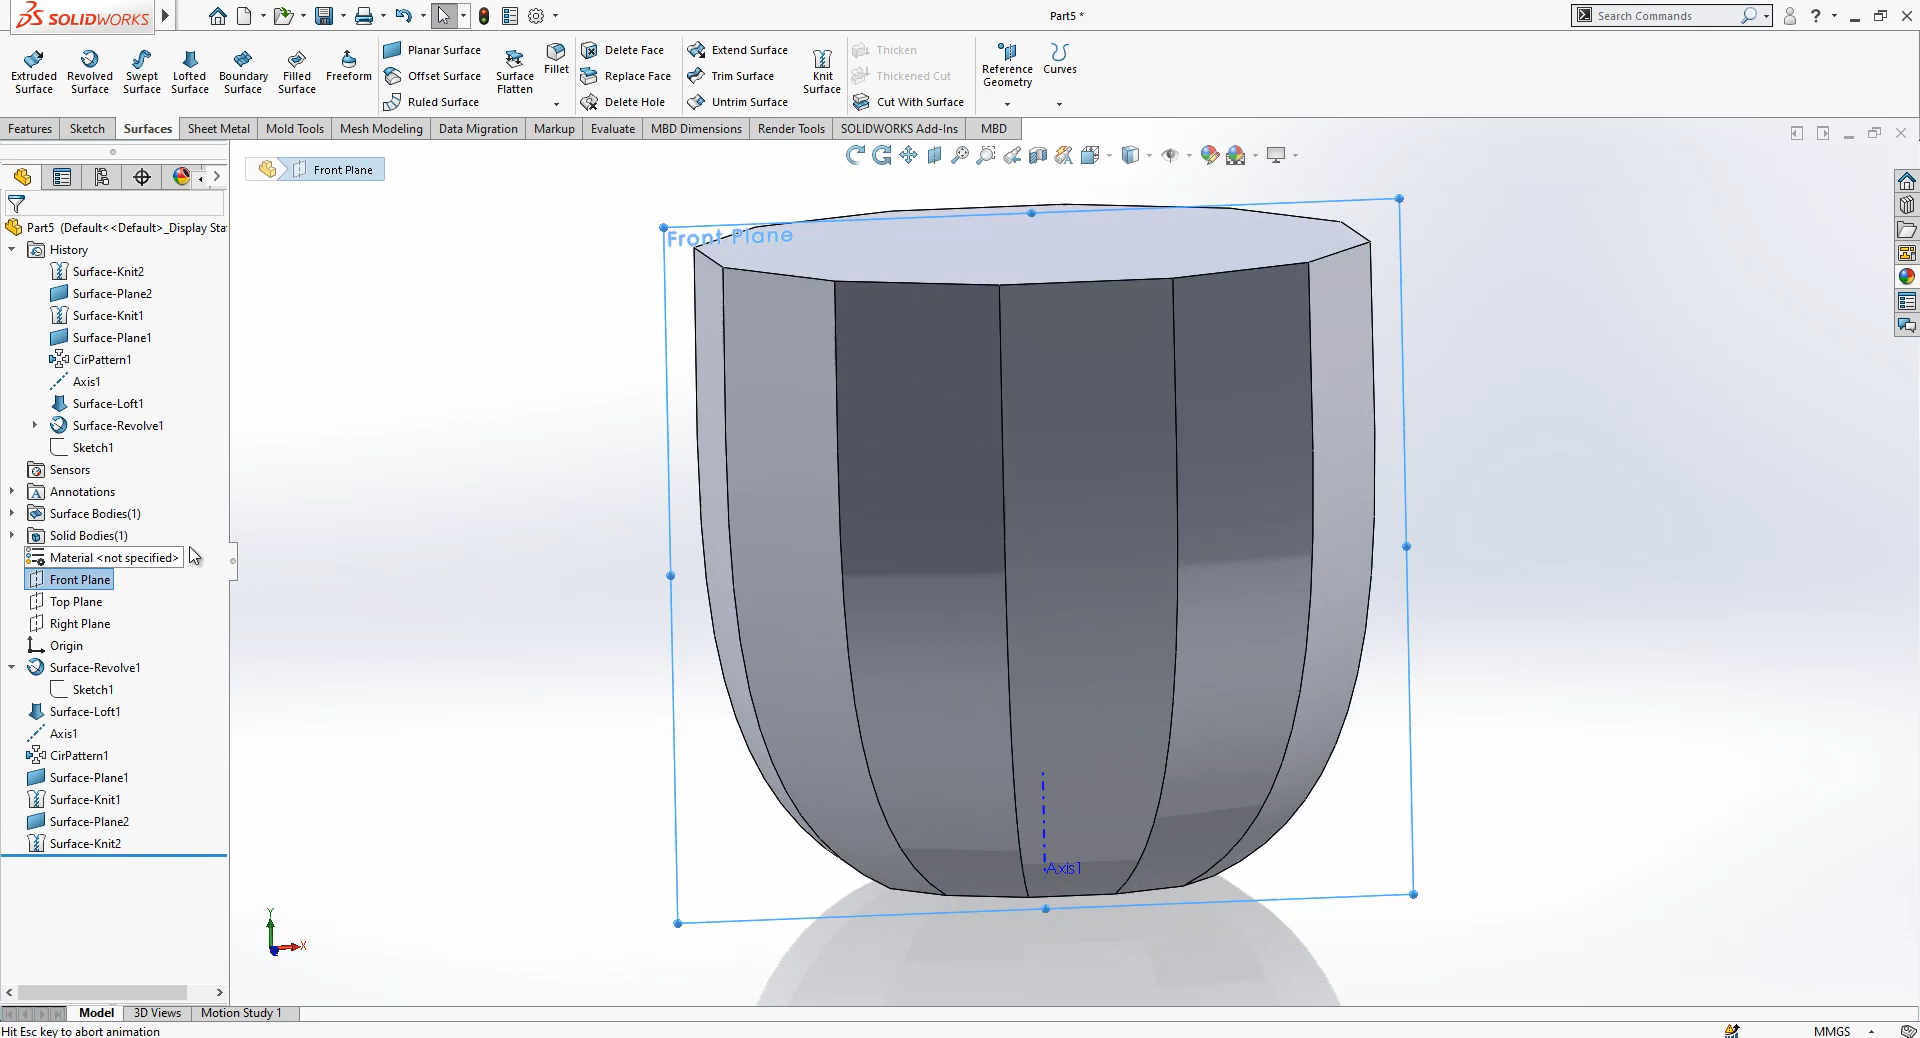 SOLIDWORKS
Part5 *
Search Commands
Extruded Surface
Revolved Surface
Swept Surface
Lofted Surface
Boundary Surface
Filled Surface
Freeform
Planar Surface
Offset Surface
Ruled Surface
Surface Flatten
Fillet
Delete Face
Replace Face
Delete Hole
Extend Surface
Trim Surface
Untrim Surface
Knit Surface
Thicken
Thickened Cut
Cut With Surface
Reference Geometry
Curves
Features
Sketch
Surfaces
Sheet Metal
Mold Tools
Mesh Modeling
Data Migration
Markup
Evaluate
MBD Dimensions
Render Tools
SOLIDWORKS Add-Ins
MBD
Front Plane
Part5 (Default<<Default>_Display Sta
History
Surface-Knit2
Surface-Plane2
Surface-Knit1
Surface-Plane1
CirPattern1
Axis1
Surface-Loft1
Surface-Revolve1
Sketch1
Sensors
Annotations
Surface Bodies(1)
Solid Bodies(1)
Material <not specified>
Front Plane
Top Plane
Right Plane
Origin
Surface-Revolve1
Sketch1
Surface-Loft1
Axis1
CirPattern1
Surface-Plane1
Surface-Knit1
Surface-Plane2
Surface-Knit2
Front Plane
Axis1
Y
X
Model
3D Views
Motion Study 1
Hit Esc key to abort animation
MMGS